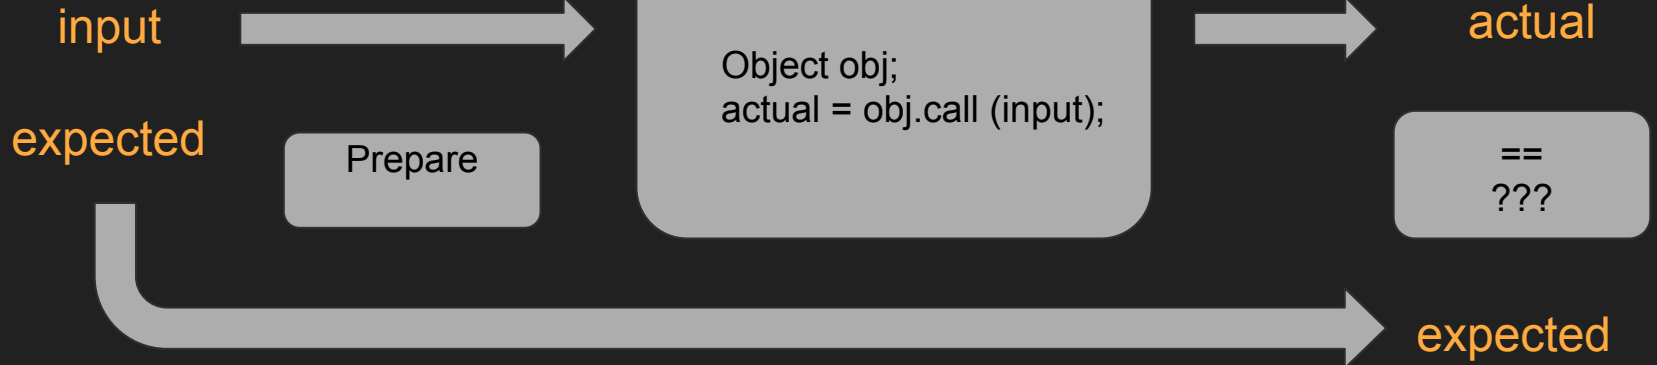 input
actual
Object obj;
actual = obj.call (input);
expected
Prepare
==
???
expected